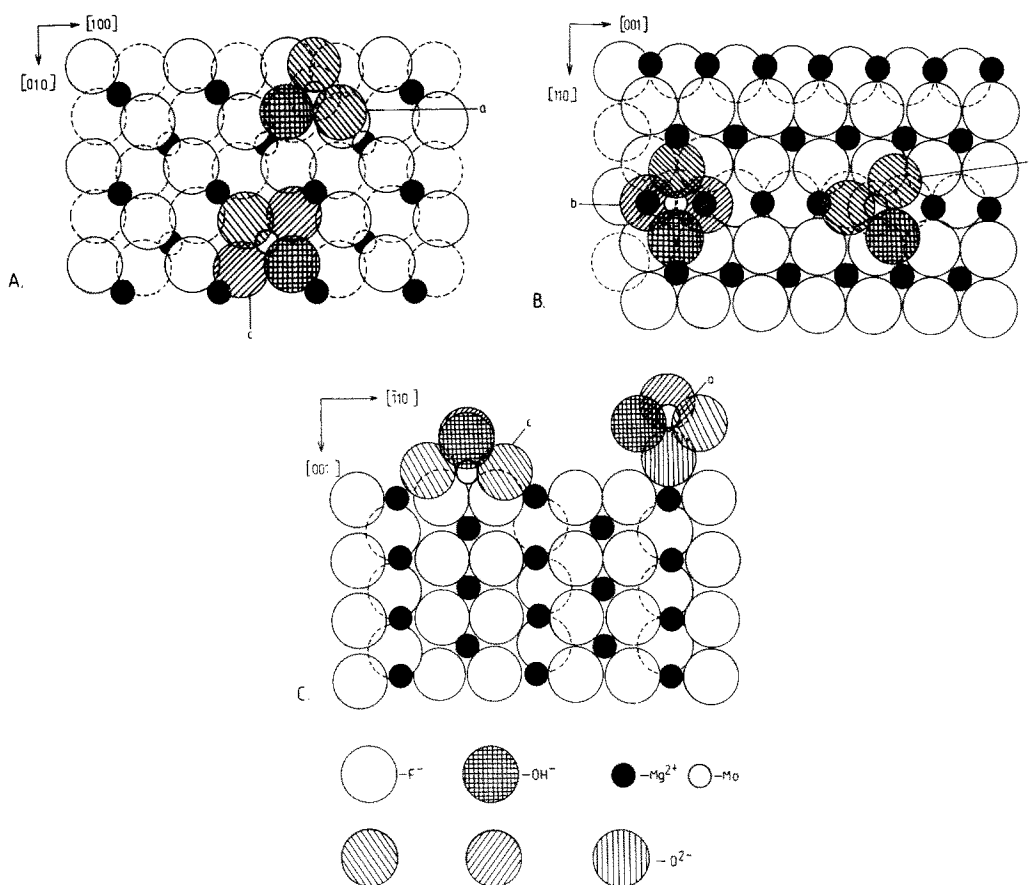 [100]
[010]
a
c
A.
[001]
[110]
b
B.
[110]
[001]
c
a
C.
-F⁻
-OH⁻
-Mg²⁺
-Mo
-O²⁻